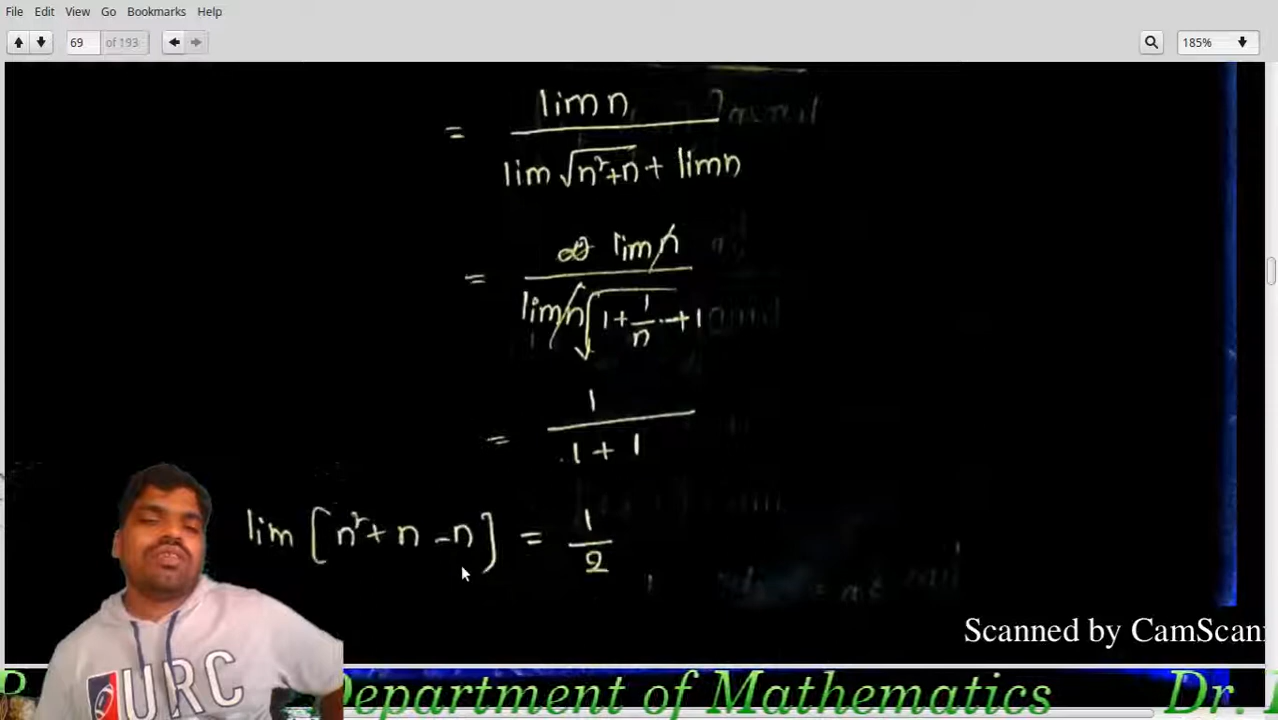 File Edit View Go Bookmarks Help
69 of 193 185%
= lim n / lim √n²+n + lim n
= ∞ lim n / lim n √1+1/n + 1
= 1 / 1 + 1
lim [n²+n -n] = 1/2
Scanned by CamScan
URC
Department of Mathematics Dr.